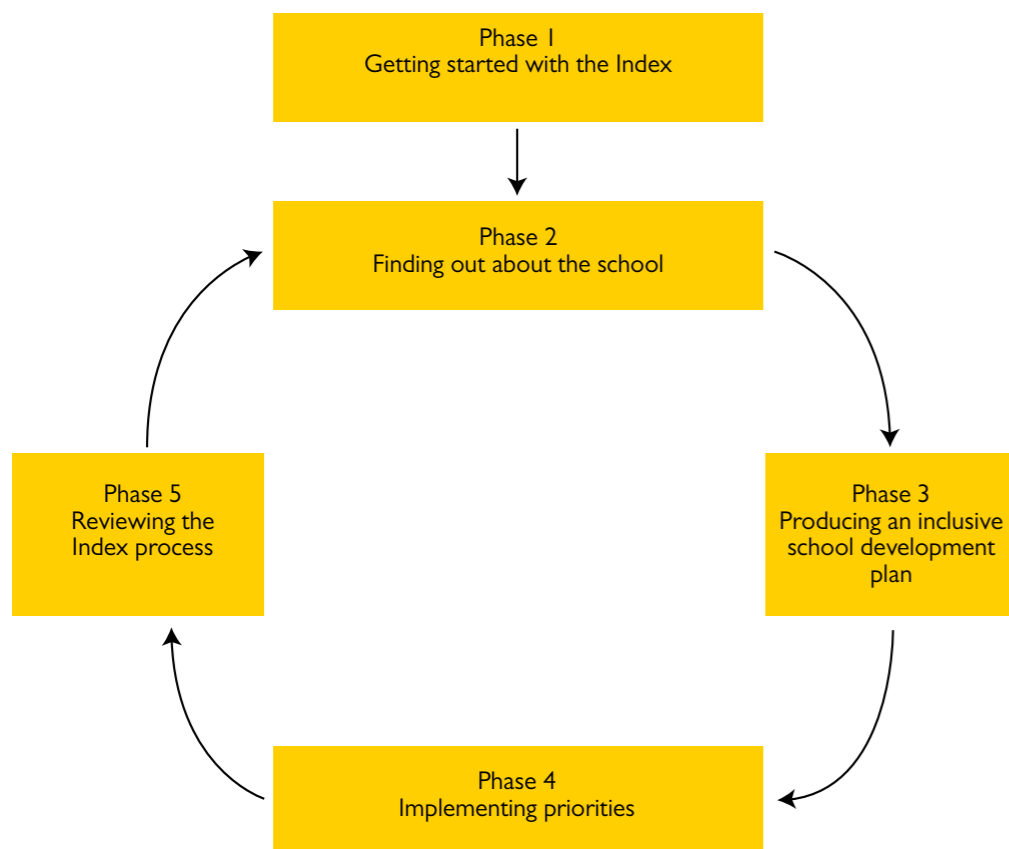 Phase 1
Getting started with the Index
Phase 2
Finding out about the school
Phase 3
Producing an inclusive
school development
plan
Phase 4
Implementing priorities
Phase 5
Reviewing the
Index process